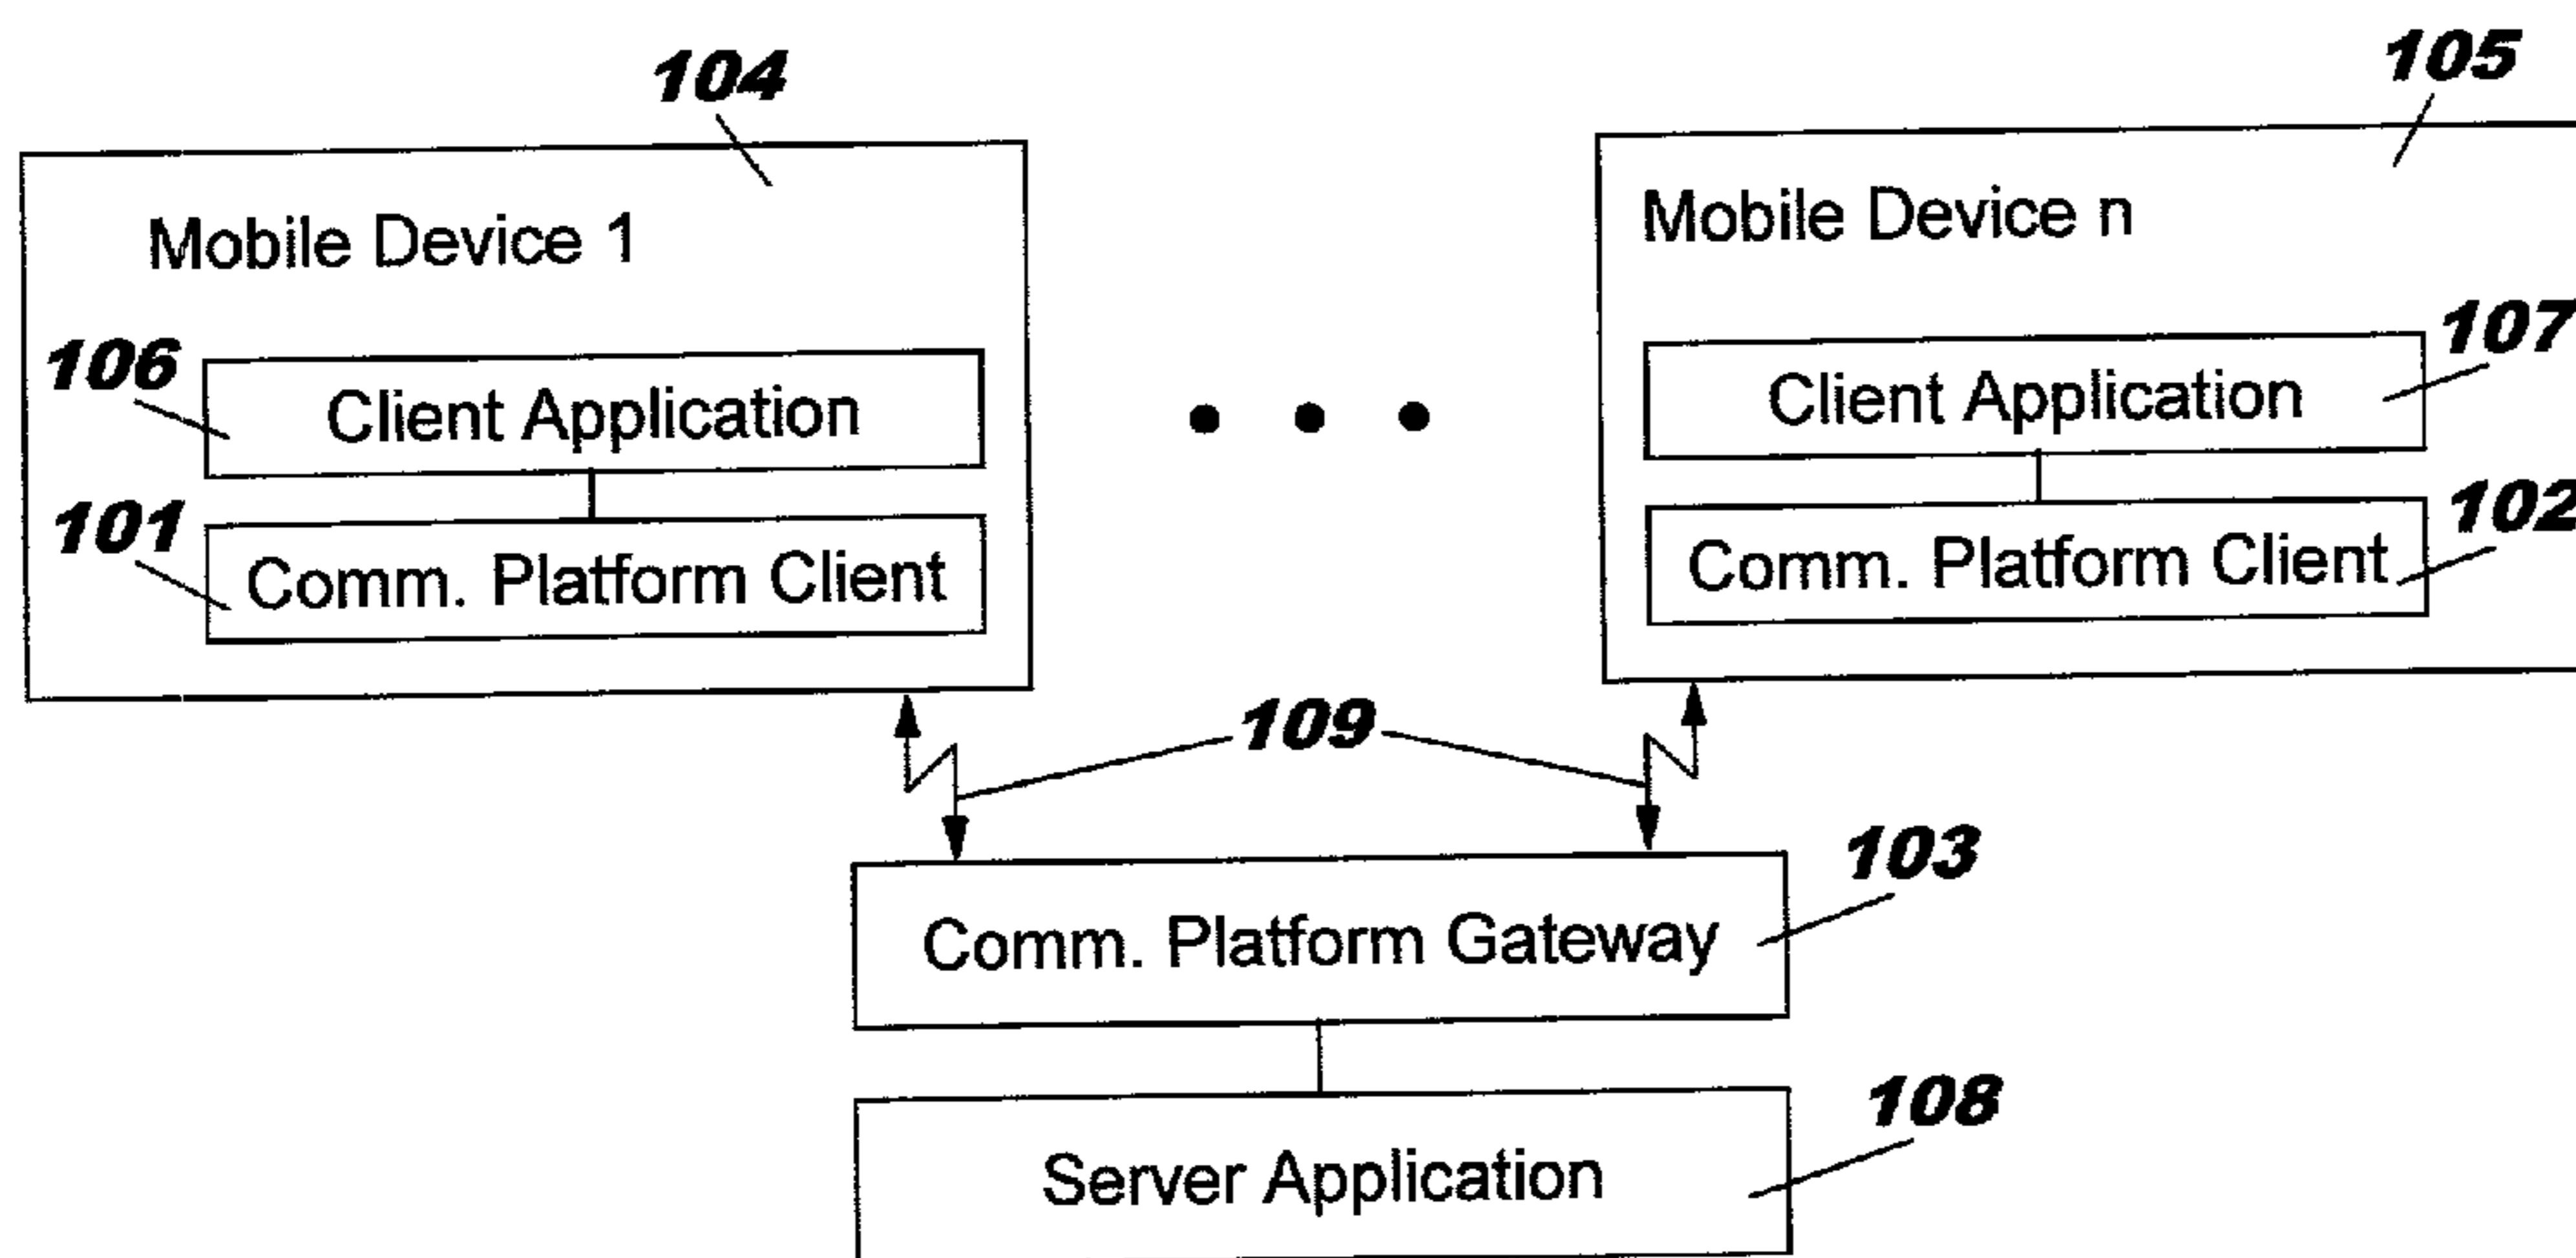 104
105
Mobile Device 1
Mobile Device n
106
Client Application
107
Client Application
101
Comm. Platform Client
102
Comm. Platform Client
109
103
Comm. Platform Gateway
108
Server Application